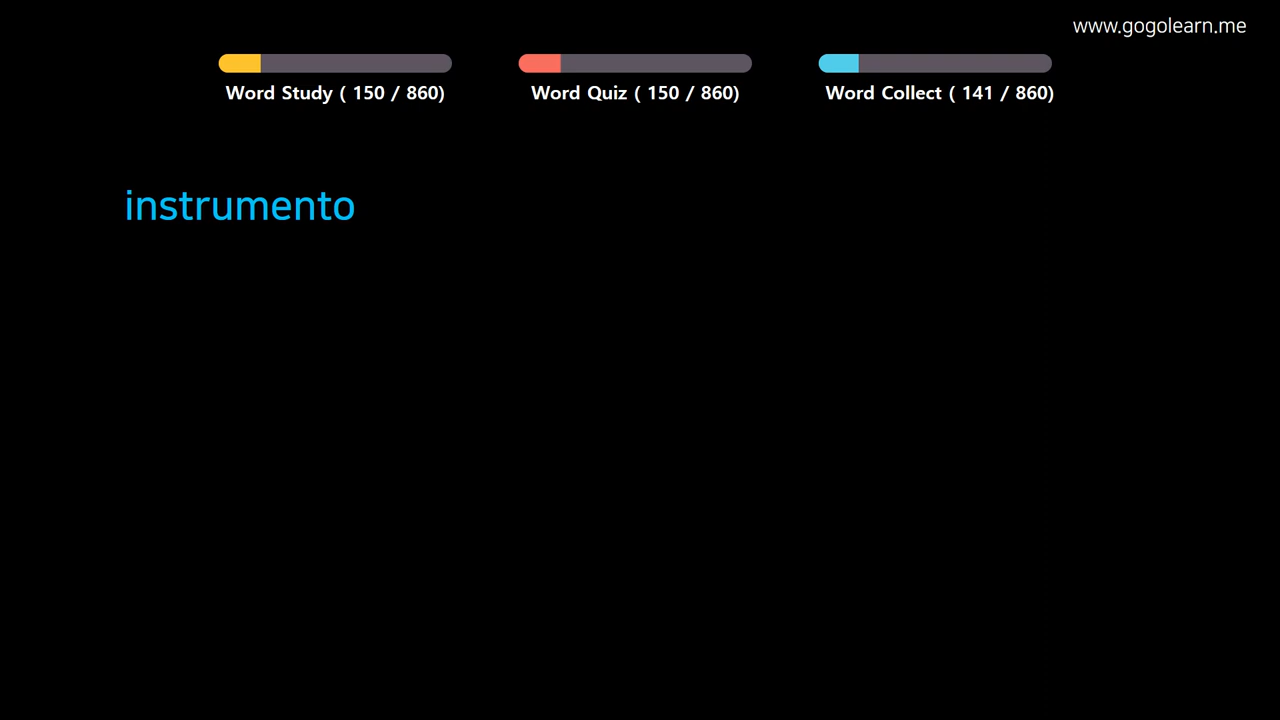 www.gogolearn.me
Word Study ( 150 / 860)
Word Quiz ( 150 / 860)
Word Collect ( 141 / 860)
instrumento